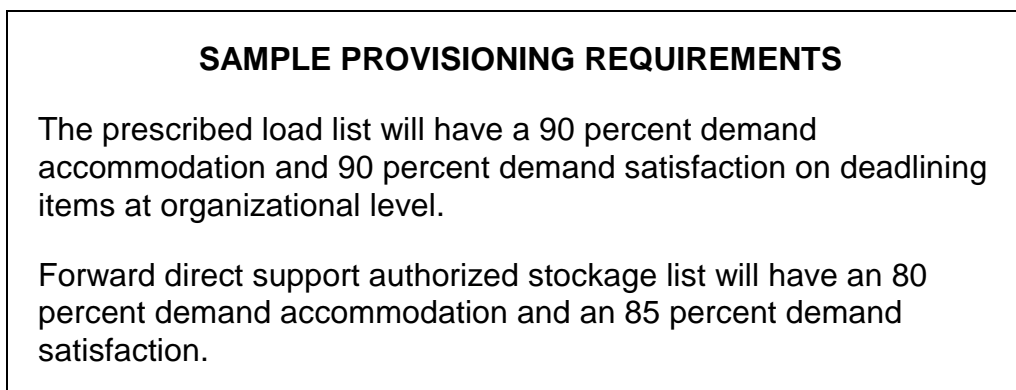 SAMPLE PROVISIONING REQUIREMENTS
The prescribed load list will have a 90 percent demand
accommodation and 90 percent demand satisfaction on deadlining
items at organizational level.
Forward direct support authorized stockage list will have an 80
percent demand accommodation and an 85 percent demand
satisfaction.